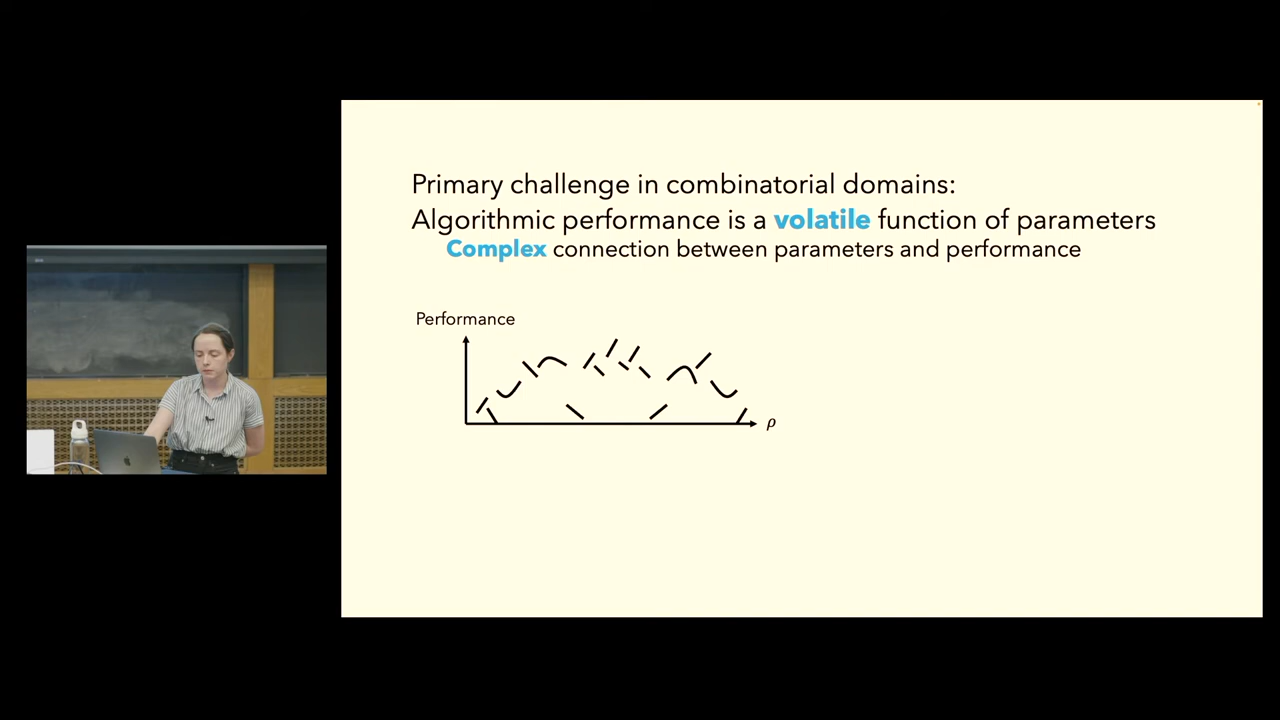 Primary challenge in combinatorial domains:
Algorithmic performance is a volatile function of parameters
Complex connection between parameters and performance
Performance
ρ